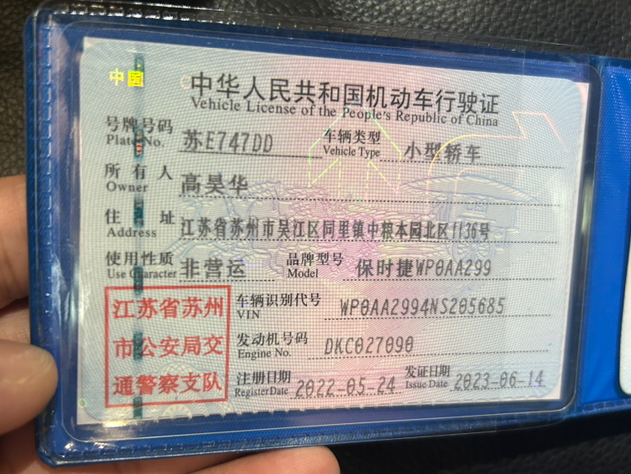 中国
中华人民共和国机动车行驶证
Vehicle License of the People's Republic of China
号牌号码 苏E747DD 车辆类型 小型轿车
Plate No. Vehicle Type
所有人 高昊华
Owner
住址 江苏省苏州市吴江区同里镇中粮本园北区1136号
Address
使用性质 非营运 品牌型号 保时捷WP0AA299
Use Character Model
江苏省苏州 车辆识别代号 WP0AA2994NS205685
VIN
市公安局交 发动机号码 DKC027090
Engine No.
通警察支队 注册日期 2022-05-24 发证日期 2023-06-14
Register Date Issue Date